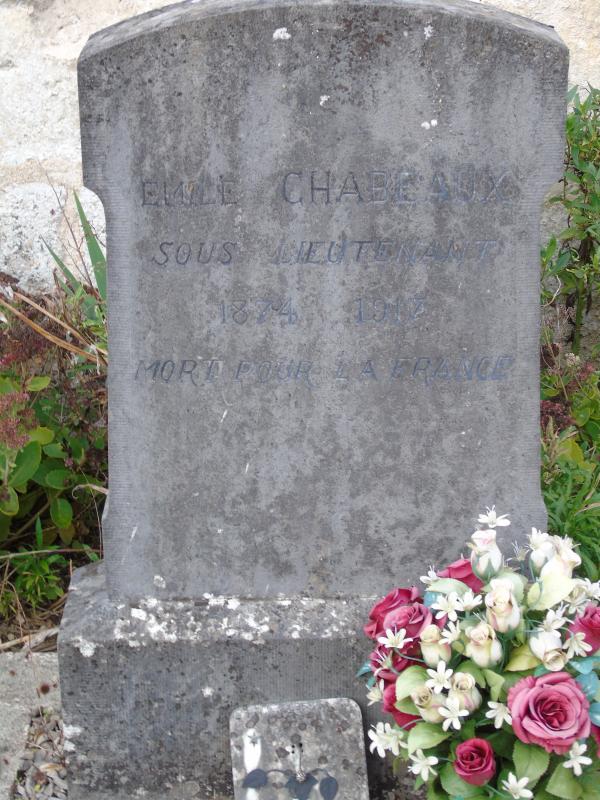 EMILE CHABEAUX
SOUS LIEUTENANT
1874 1917
MORT POUR LA FRANCE